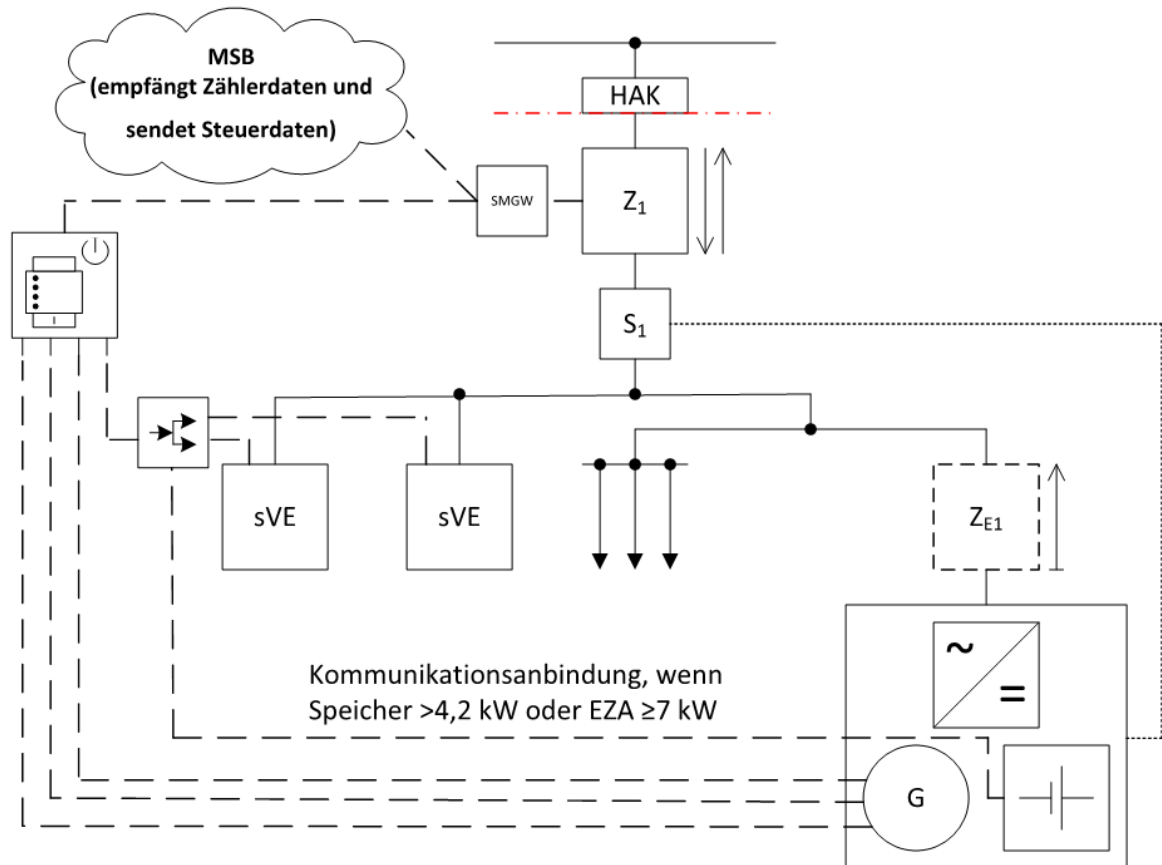 MSB
(empfängt Zählerdaten und
sendet Steuerdaten)
HAK
SMGW
Z₁
S₁
sVE
sVE
Z_E1
Kommunikationsanbindung, wenn
Speicher >4,2 kW oder EZA ≥7 kW
~
=
G